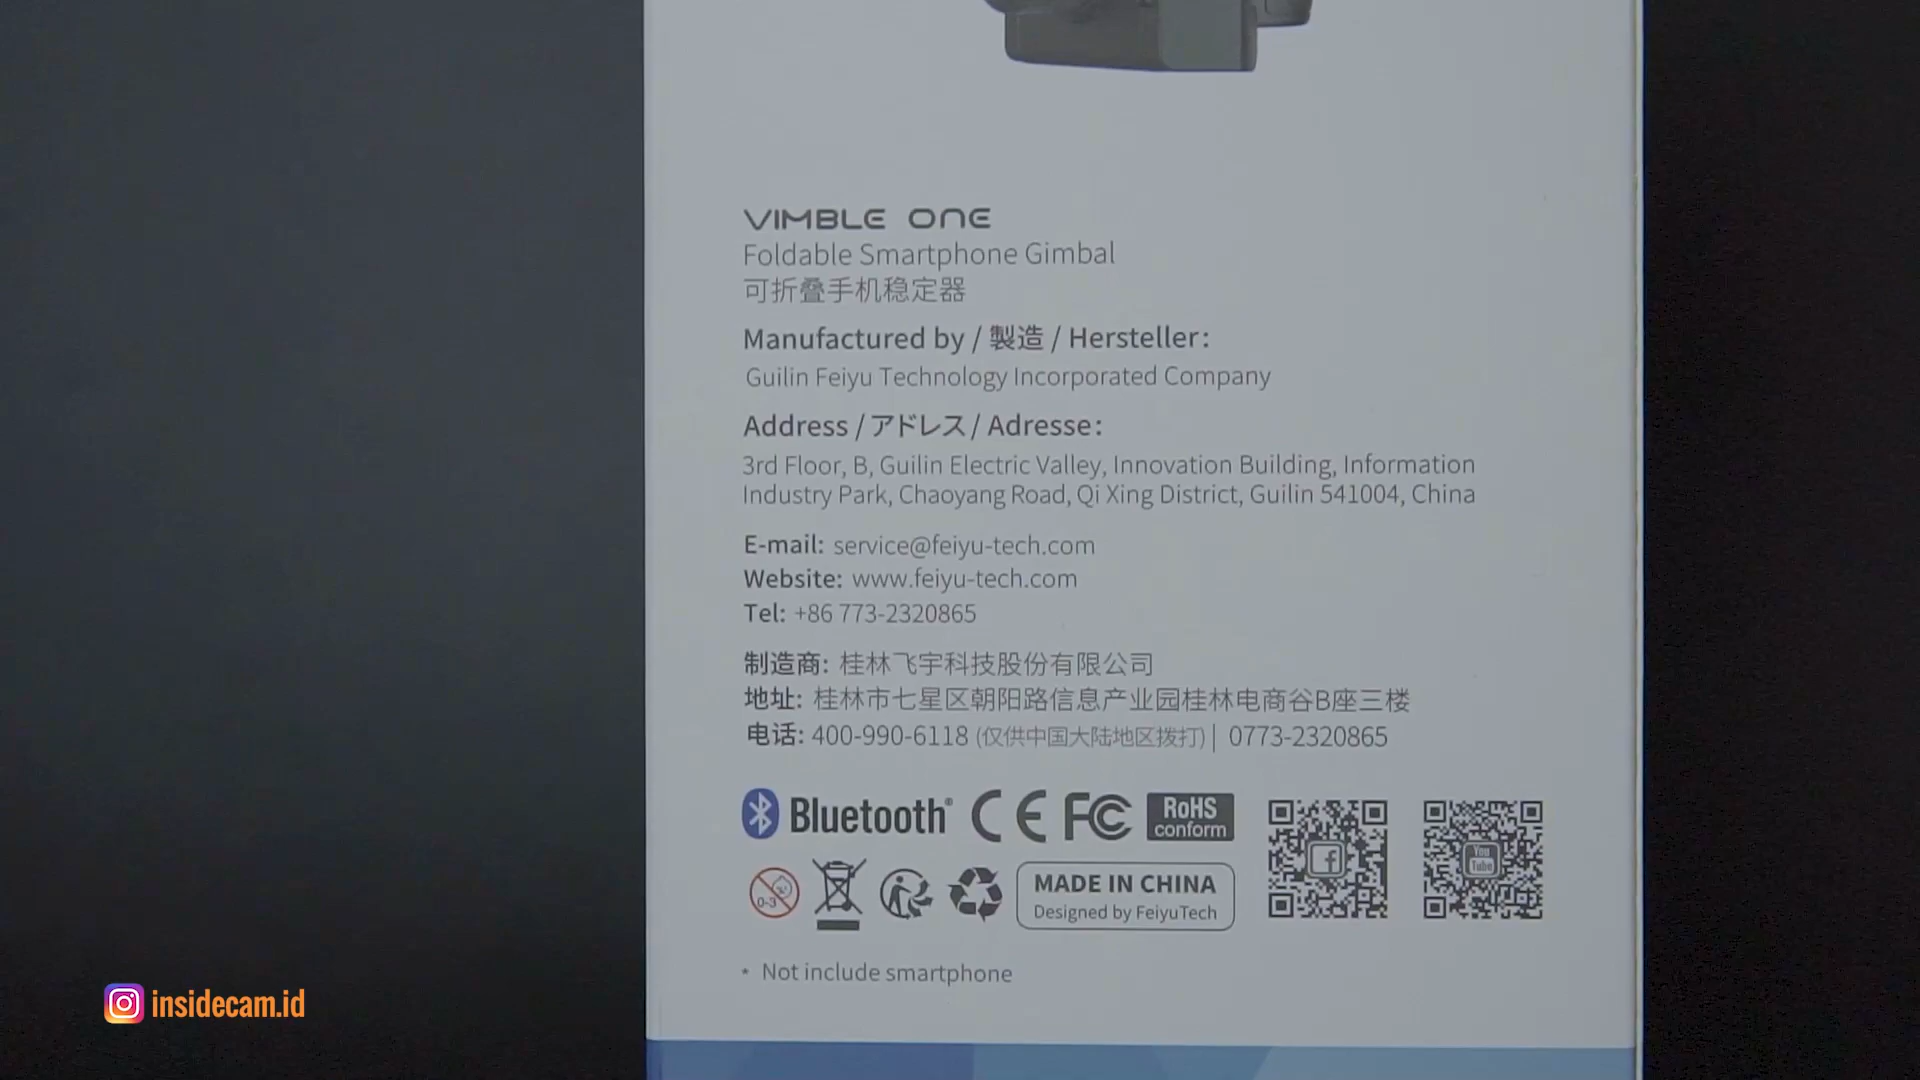 VIMBLE ONE
Foldable Smartphone Gimbal
可折叠手机稳定器
Manufactured by / 製造 / Hersteller:
Guilin Feiyu Technology Incorporated Company
Address / アドレス / Adresse:
3rd Floor, B, Guilin Electric Valley, Innovation Building, Information
Industry Park, Chaoyang Road, Qi Xing District, Guilin 541004, China
E-mail: service@feiyu-tech.com
Website: www.feiyu-tech.com
Tel: +86 773-2320865
制造商: 桂林飞宇科技股份有限公司
地址: 桂林市七星区朝阳路信息产业园桂林电商谷B座三楼
电话: 400-990-6118 (仅供中国大陆地区拨打) | 0773-2320865
Bluetooth® CE FC RoHS
conform
You
Tube
0-3
MADE IN CHINA
Designed by FeiyuTech
* Not include smartphone
insidecam.id